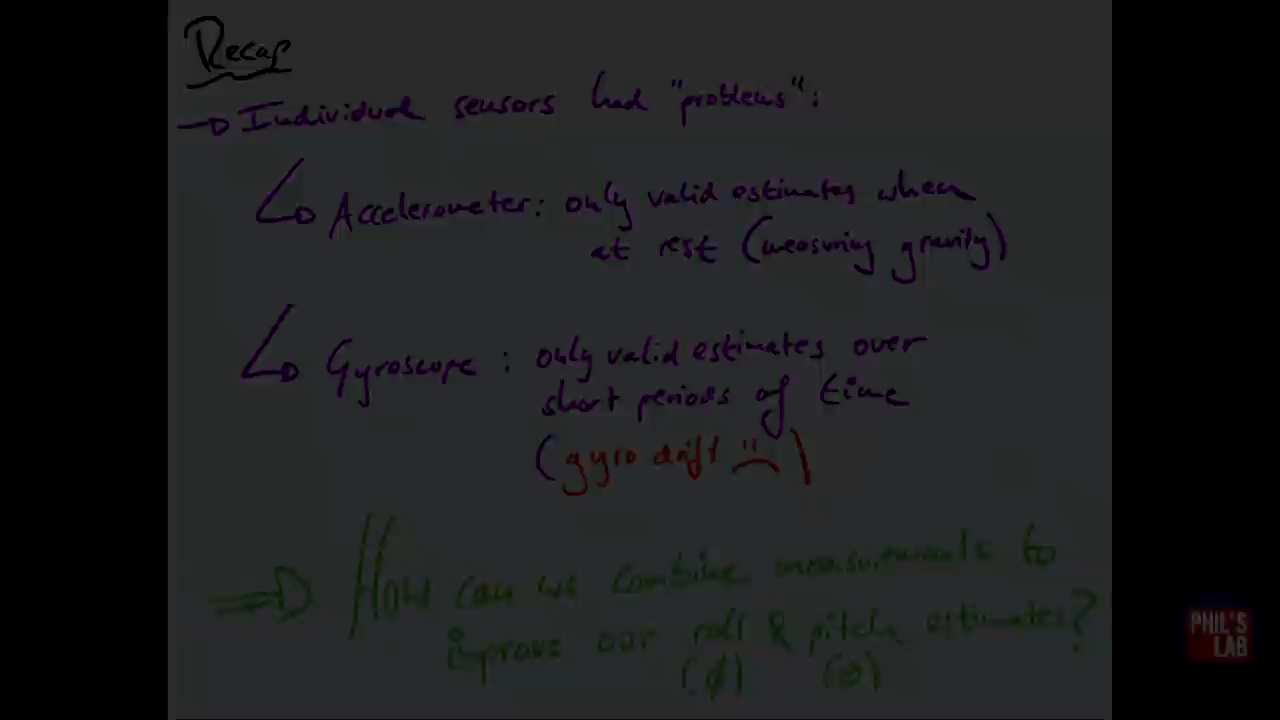 Recap
→ Individual sensors had "problems":
↳ Accelerometer: only valid estimates when
at rest (measuring gravity)
↳ Gyroscope: only valid estimates over
short periods of time
(gyro drift ☹)
⇒ How can we combine measurements to
improve our roll & pitch estimates?
(ϕ) (θ)
PHIL'S
LAB